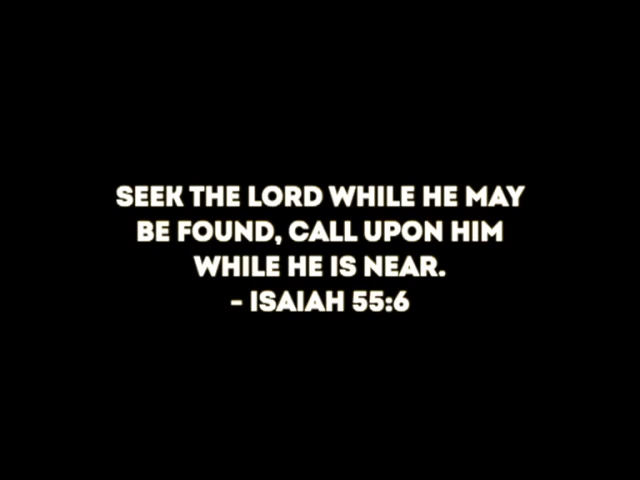 SEEK THE LORD WHILE HE MAY
BE FOUND, CALL UPON HIM
WHILE HE IS NEAR.
- ISAIAH 55:6